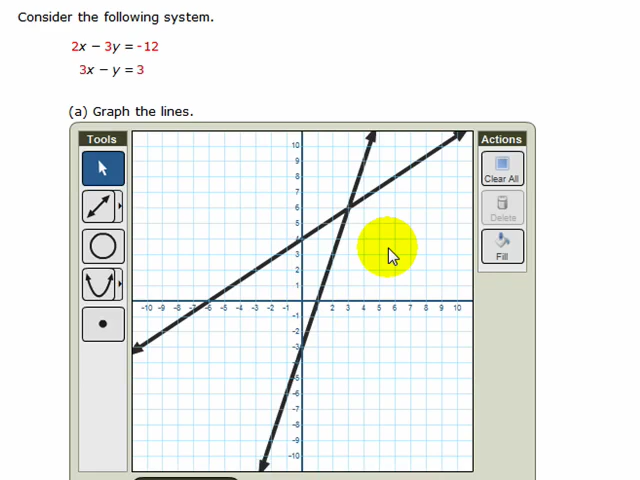 Consider the following system.
2x − 3y = -12
3x − y = 3
(a) Graph the lines.
Tools
Actions
Clear All
Delete
Fill
10
9
8
7
6
5
4
3
2
1
-10 -9 -8 -7 -6 -5 -4 -3 -2 -1 2 3 4 5 6 7 8 9 10
-1
-2
-3
-4
-5
-6
-7
-8
-9
-10